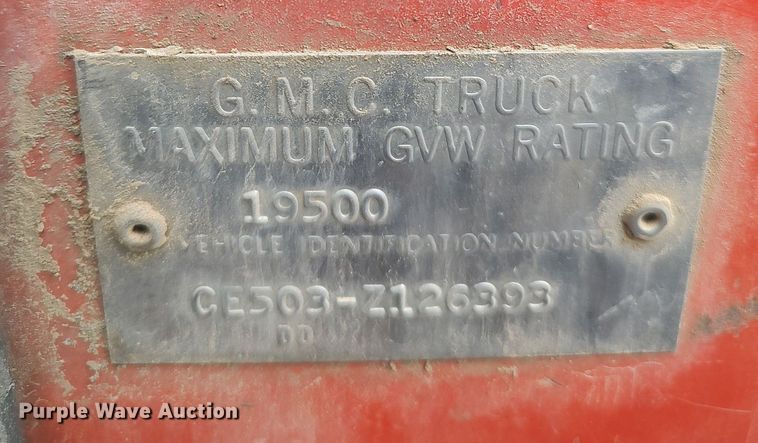 G.M.C. TRUCK
MAXIMUM GVW RATING
19500
VEHICLE IDENTIFICATION NUMBER
CE503-Z126393
DD
Purple Wave Auction